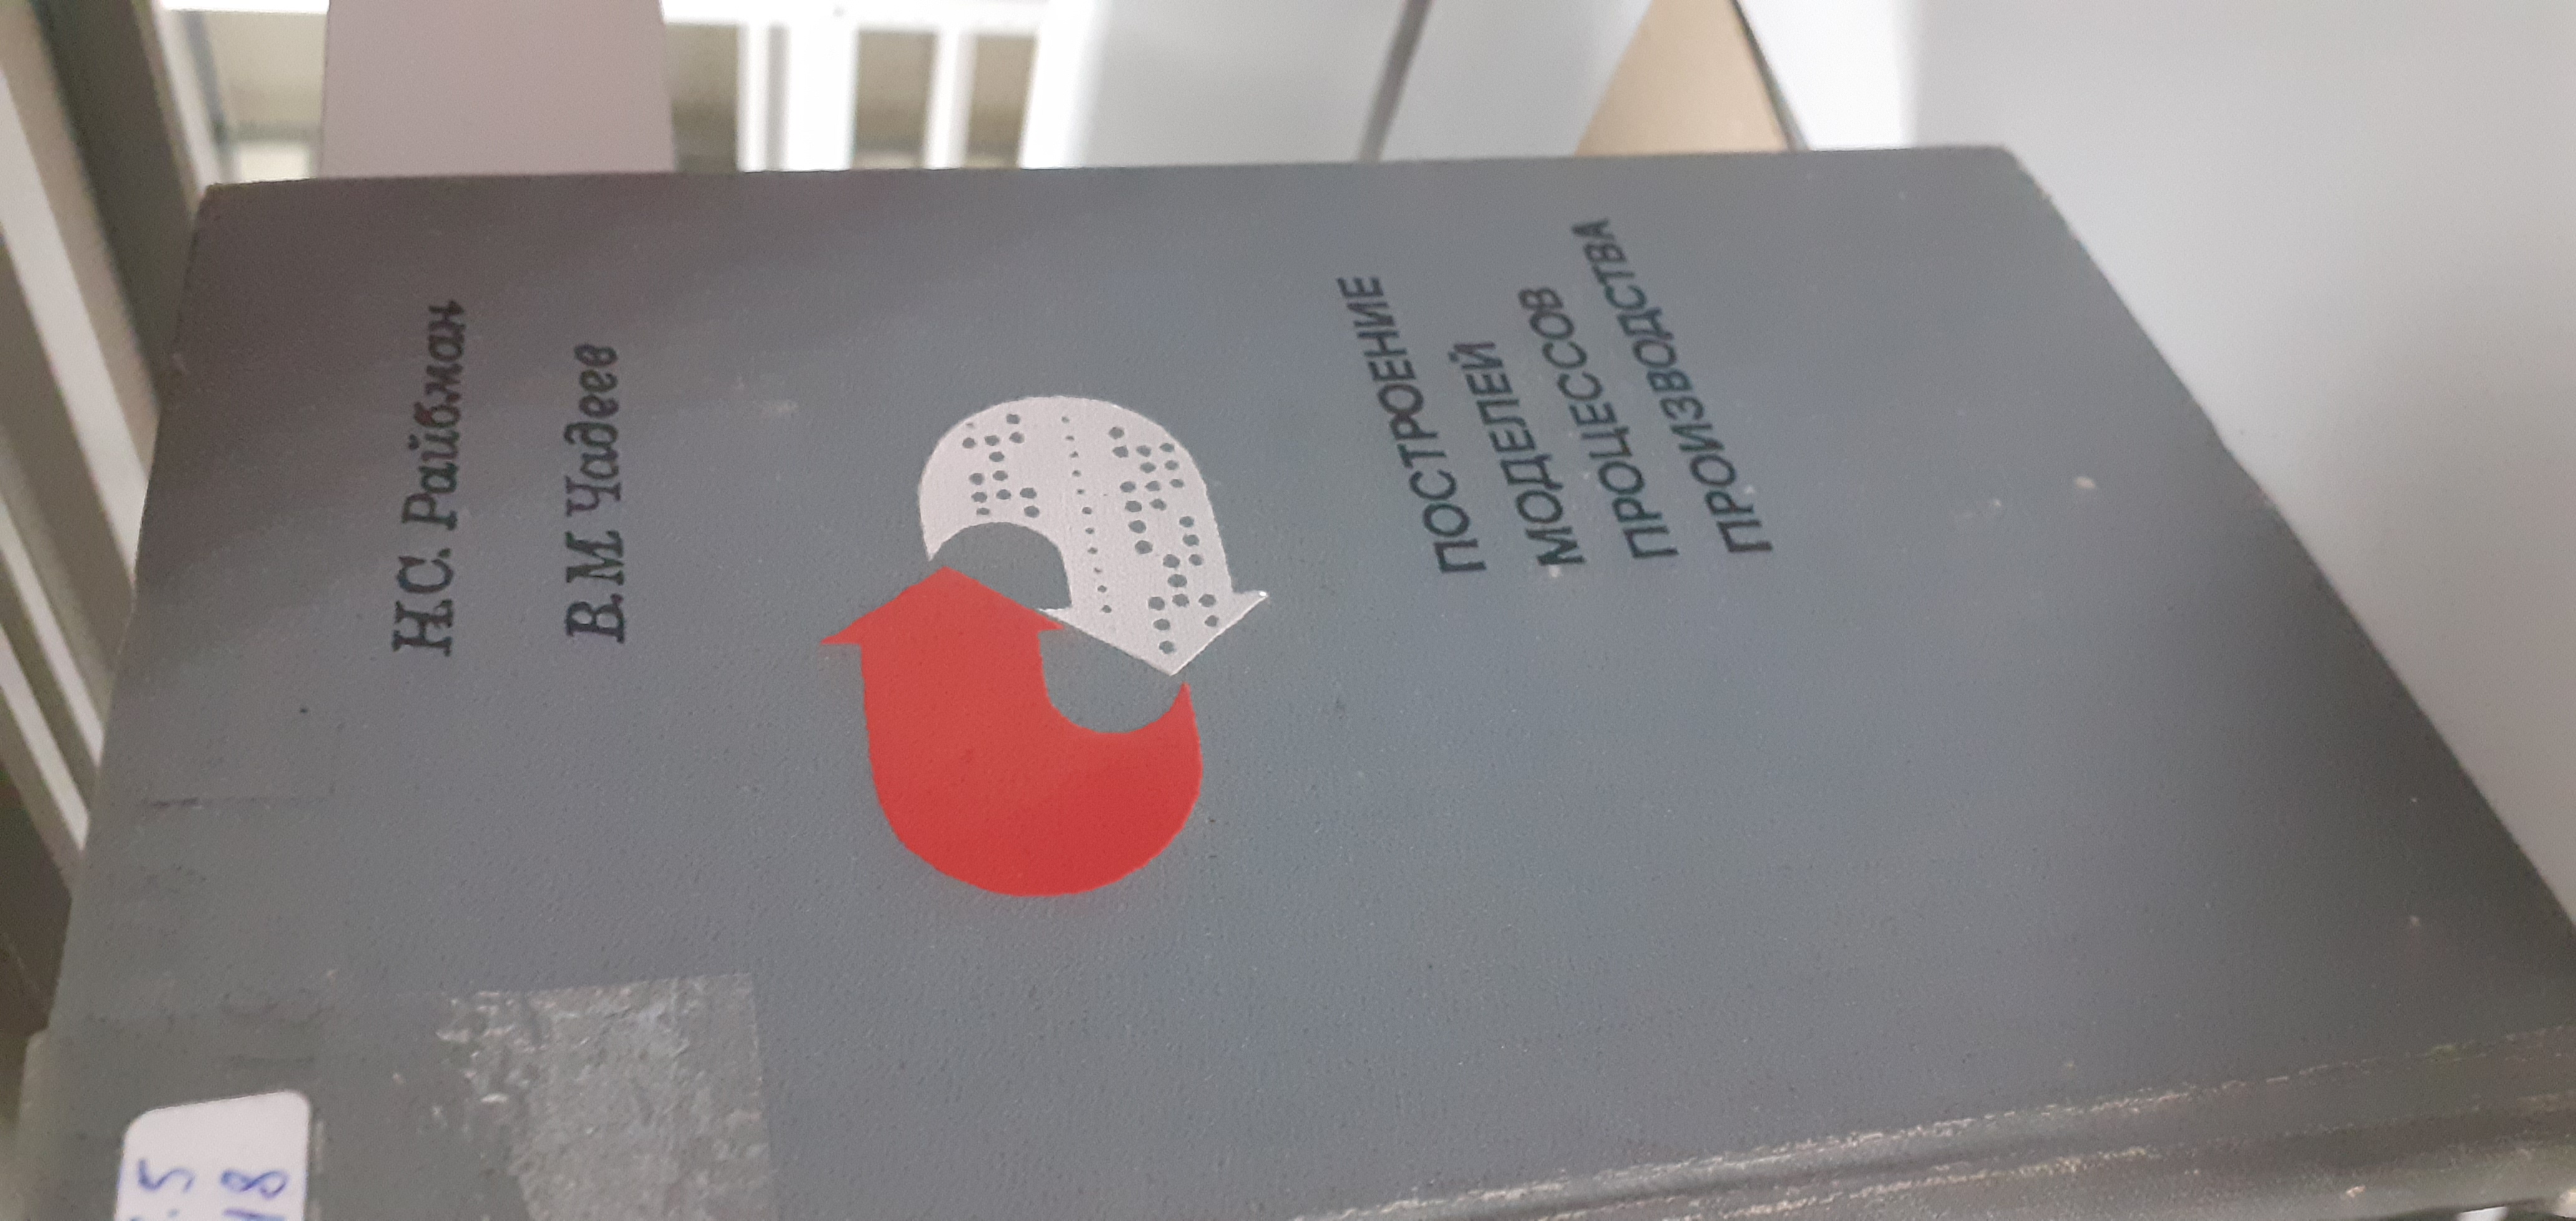 Н.С. Райбман
В.М. Чадеев
ПОСТРОЕНИЕ
МОДЕЛЕЙ
ПРОЦЕССОВ
ПРОИЗВОДСТВА